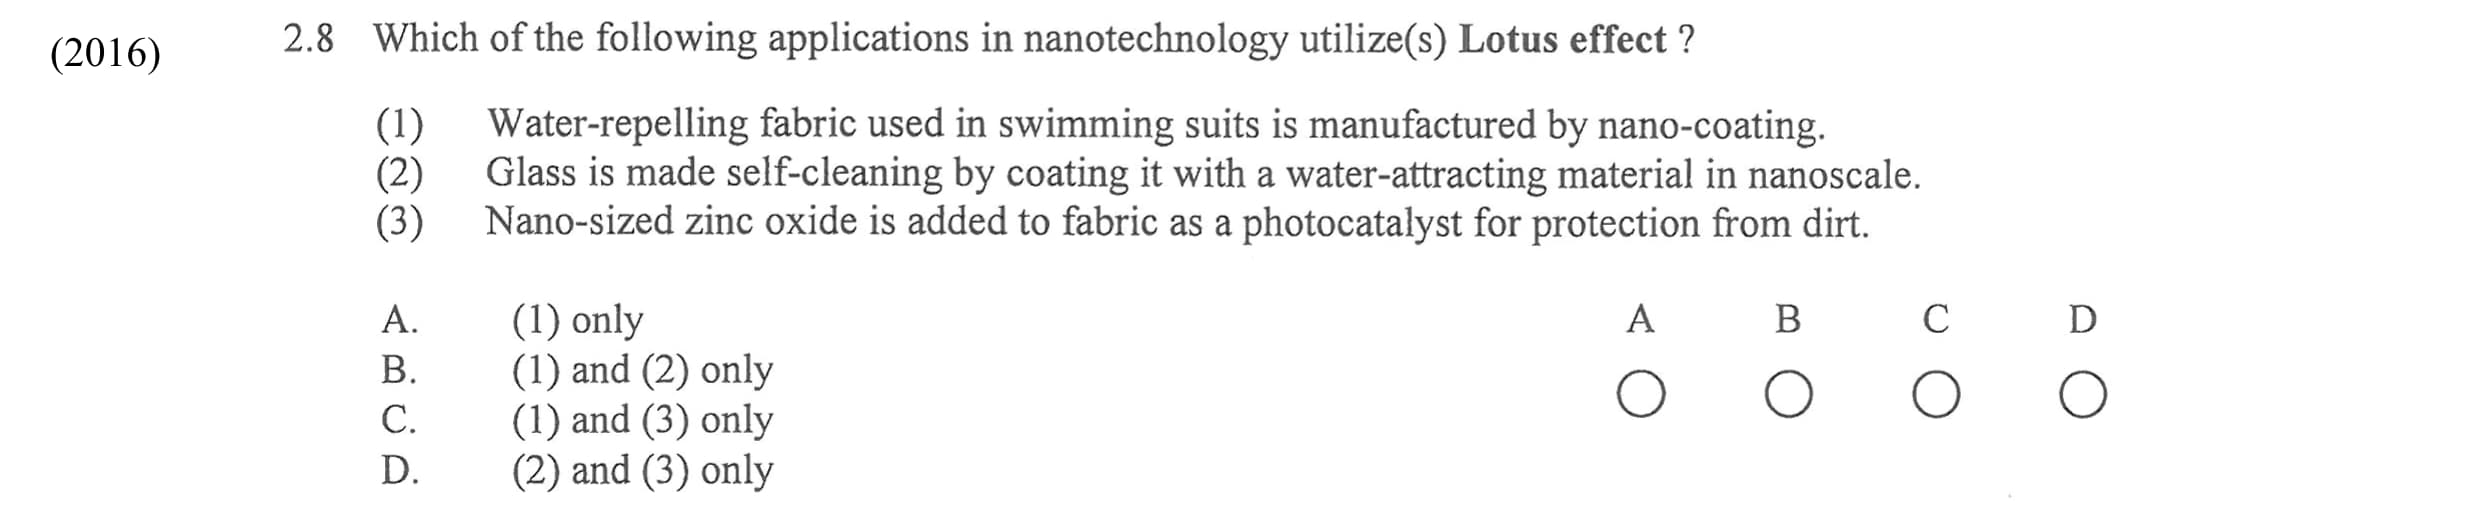 (2016)
2.8 Which of the following applications in nanotechnology utilize(s) Lotus effect ?
(1) Water-repelling fabric used in swimming suits is manufactured by nano-coating.
(2) Glass is made self-cleaning by coating it with a water-attracting material in nanoscale.
(3) Nano-sized zinc oxide is added to fabric as a photocatalyst for protection from dirt.
A. (1) only A B C D
B. (1) and (2) only
C. (1) and (3) only
D. (2) and (3) only